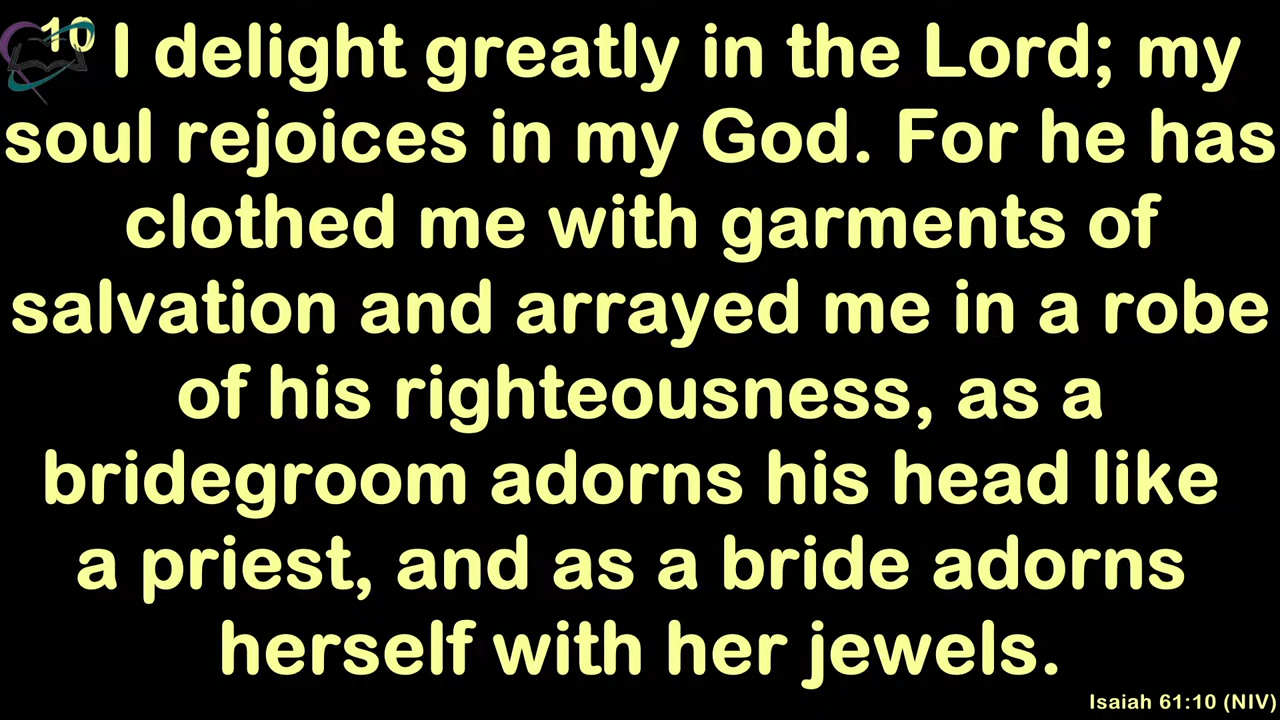 10 I delight greatly in the Lord; my
soul rejoices in my God. For he has
clothed me with garments of
salvation and arrayed me in a robe
of his righteousness, as a
bridegroom adorns his head like
a priest, and as a bride adorns
herself with her jewels.
Isaiah 61:10 (NIV)